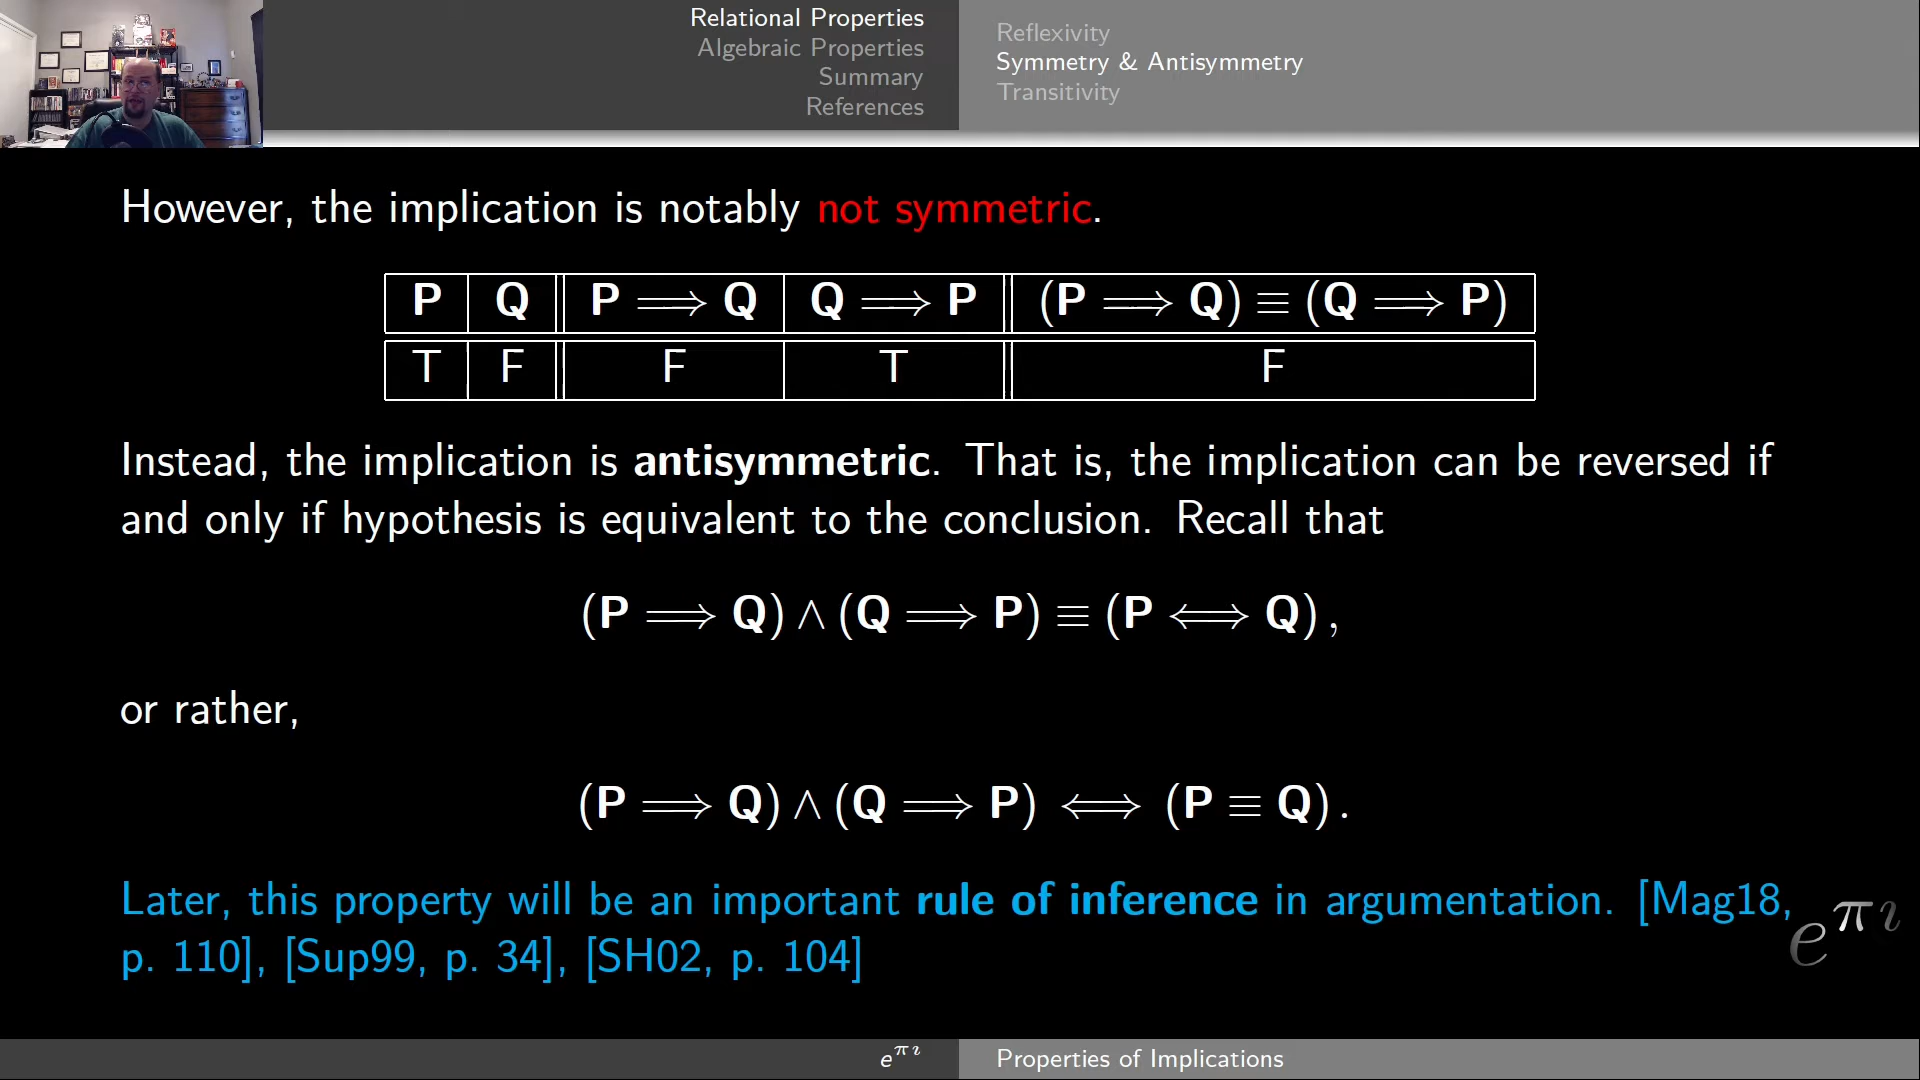 Relational Properties
Algebraic Properties
Summary
References
Reflexivity
Symmetry & Antisymmetry
Transitivity
However, the implication is notably not symmetric.
P Q P ⟹ Q Q ⟹ P (P ⟹ Q) ≡ (Q ⟹ P)
T F F T F
Instead, the implication is antisymmetric. That is, the implication can be reversed if
and only if hypothesis is equivalent to the conclusion. Recall that
(P ⟹ Q) ∧ (Q ⟹ P) ≡ (P ⟺ Q) ,
or rather,
(P ⟹ Q) ∧ (Q ⟹ P) ⟺ (P ≡ Q) .
Later, this property will be an important rule of inference in argumentation. [Mag18,
p. 110], [Sup99, p. 34], [SH02, p. 104]
e^{πı}
e^{πı}
Properties of Implications